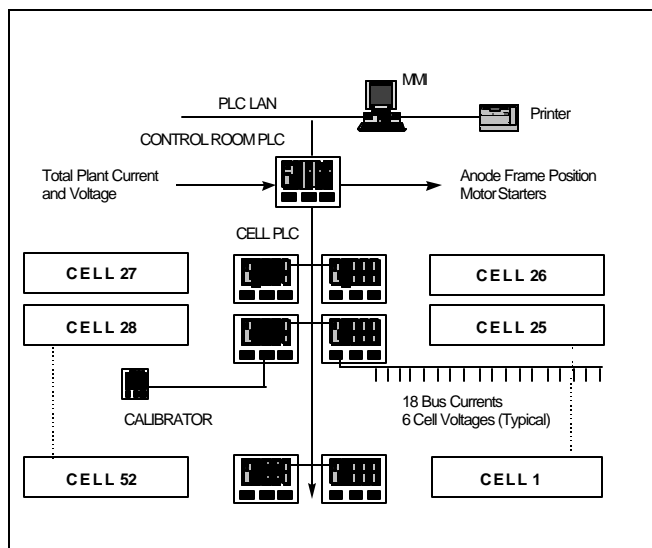 MMI
PLC LAN
Printer
CONTROL ROOM PLC
Total Plant Current
and Voltage
Anode Frame Position
Motor Starters
CELL PLC
CELL 27
CELL 26
CELL 28
CELL 25
18 Bus Currents
6 Cell Voltages (Typical)
CALIBRATOR
CELL 52
CELL 1